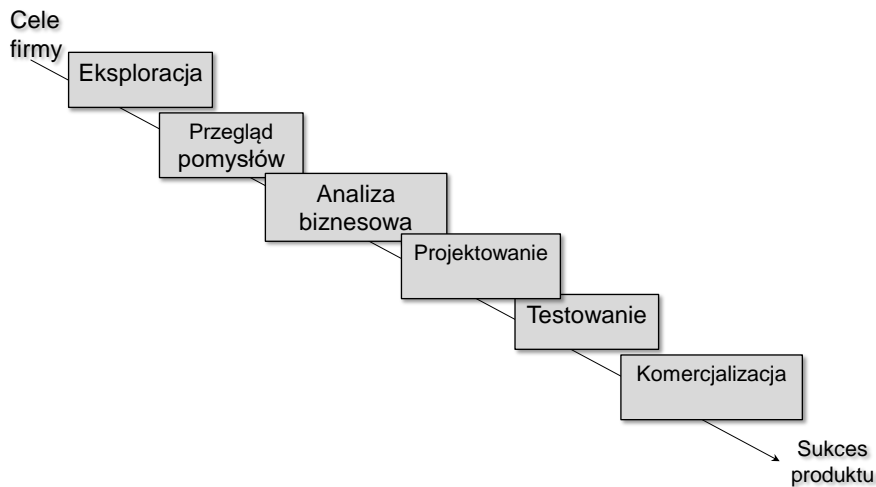 Cele
firmy
Eksploracja
Przegląd
pomysłów
Analiza
biznesowa
Projektowanie
Testowanie
Komercjalizacja
Sukces
produktu